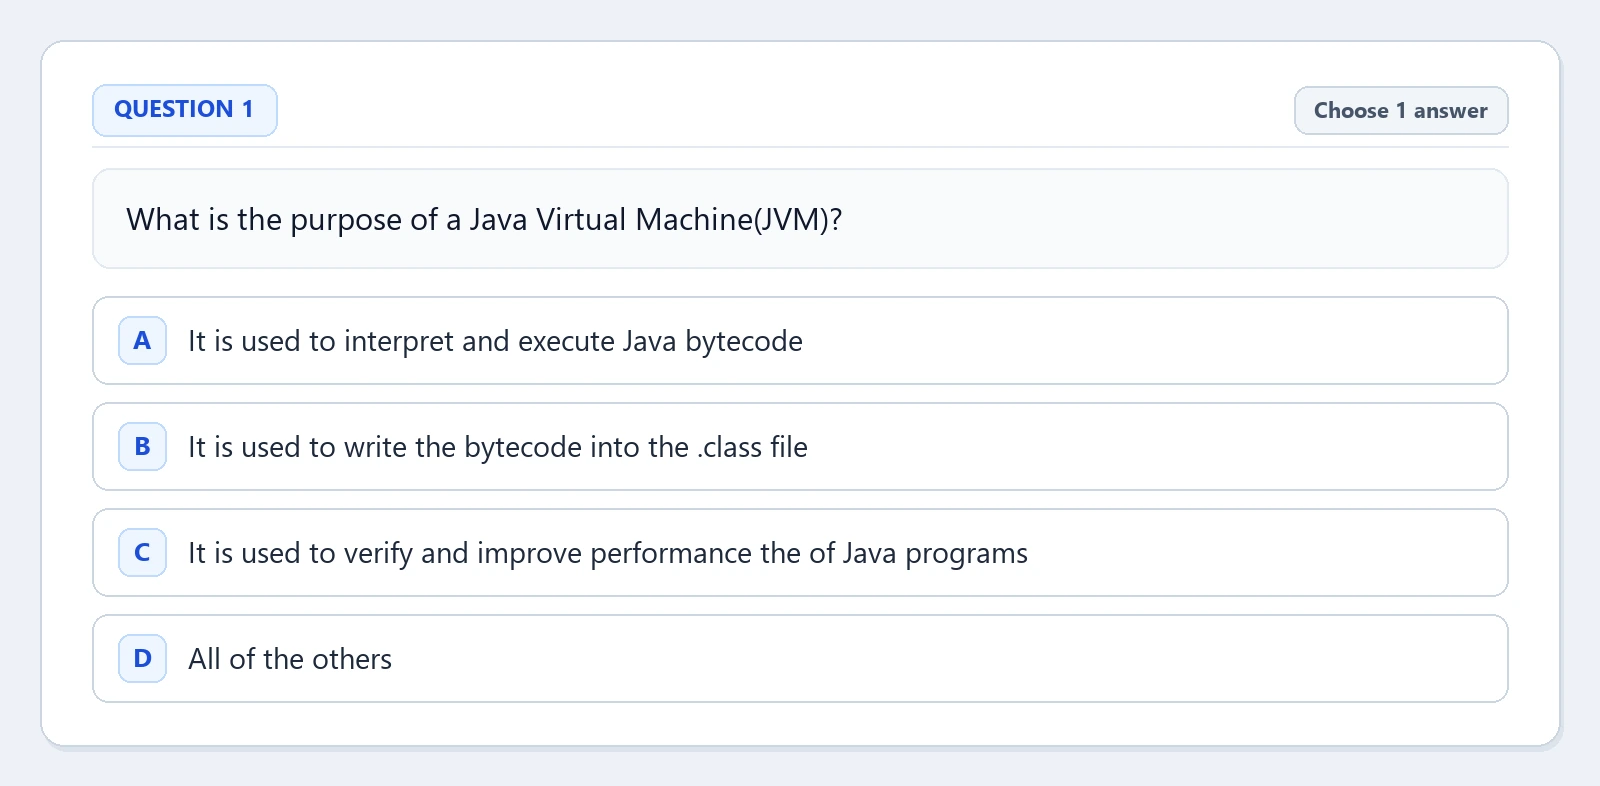 QUESTION 1
Choose 1 answer
What is the purpose of a Java Virtual Machine(JVM)?
A It is used to interpret and execute Java bytecode
B It is used to write the bytecode into the .class file
C It is used to verify and improve performance the of Java programs
D All of the others